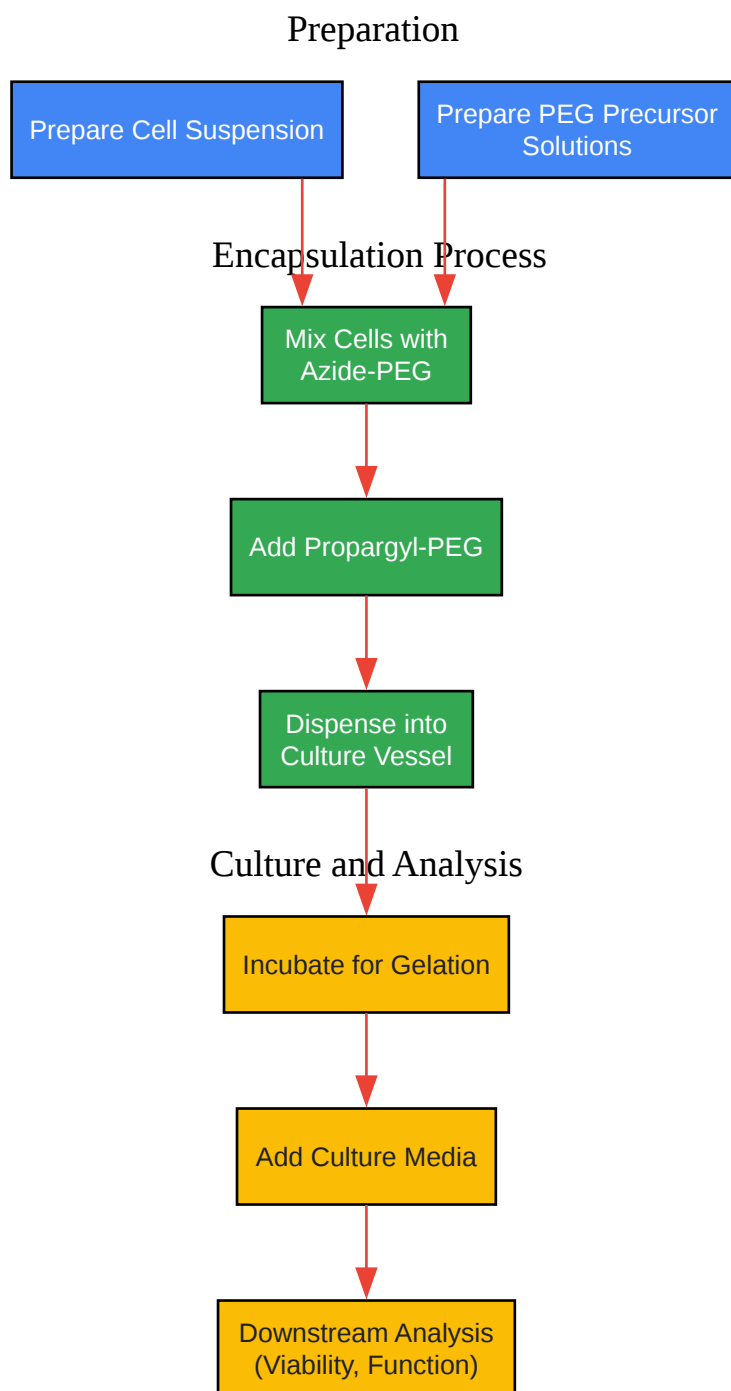 Preparation
Prepare Cell Suspension
Prepare PEG Precursor
Solutions
Encapsulation Process
Mix Cells with
Azide-PEG
Add Propargyl-PEG
Dispense into
Culture Vessel
Culture and Analysis
Incubate for Gelation
Add Culture Media
Downstream Analysis
(Viability, Function)